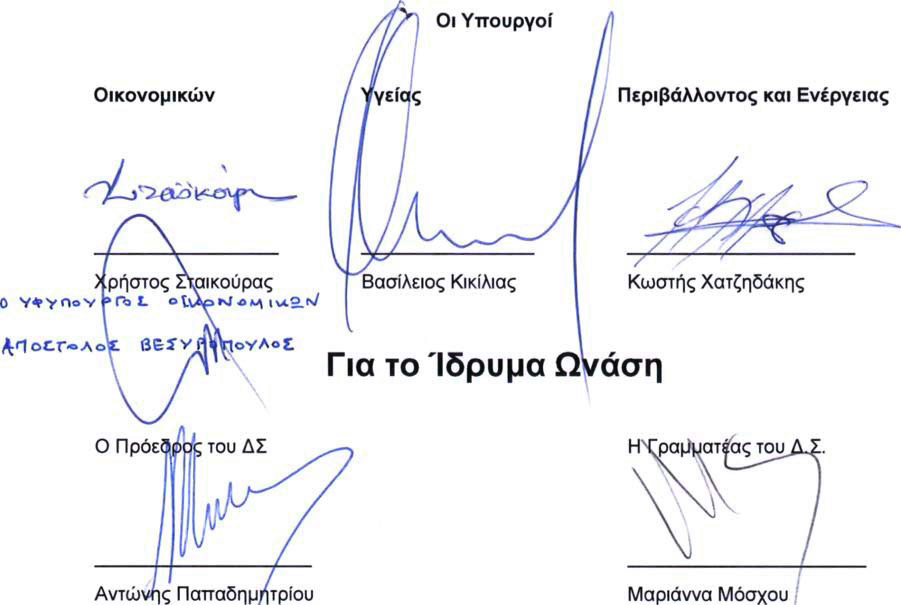 Οι Υπουργοί
Οικονομικών Υγείας Περιβάλλοντος και Ενέργειας
Χρήστος Σταικούρας Βασίλειος Κικίλιας Κωστής Χατζηδάκης
Ο ΥΦΥΠΟΥΡΓΟΣ ΟΙΚΟΝΟΜΙΚΩΝ
ΑΠΟΣΤΟΛΟΣ ΒΕΣΥΡΟΠΟΥΛΟΣ
Για το Ίδρυμα Ωνάση
Ο Πρόεδρος του ΔΣ Η Γραμματέας του Δ.Σ.
Αντώνης Παπαδημητρίου Μαριάννα Μόσχου